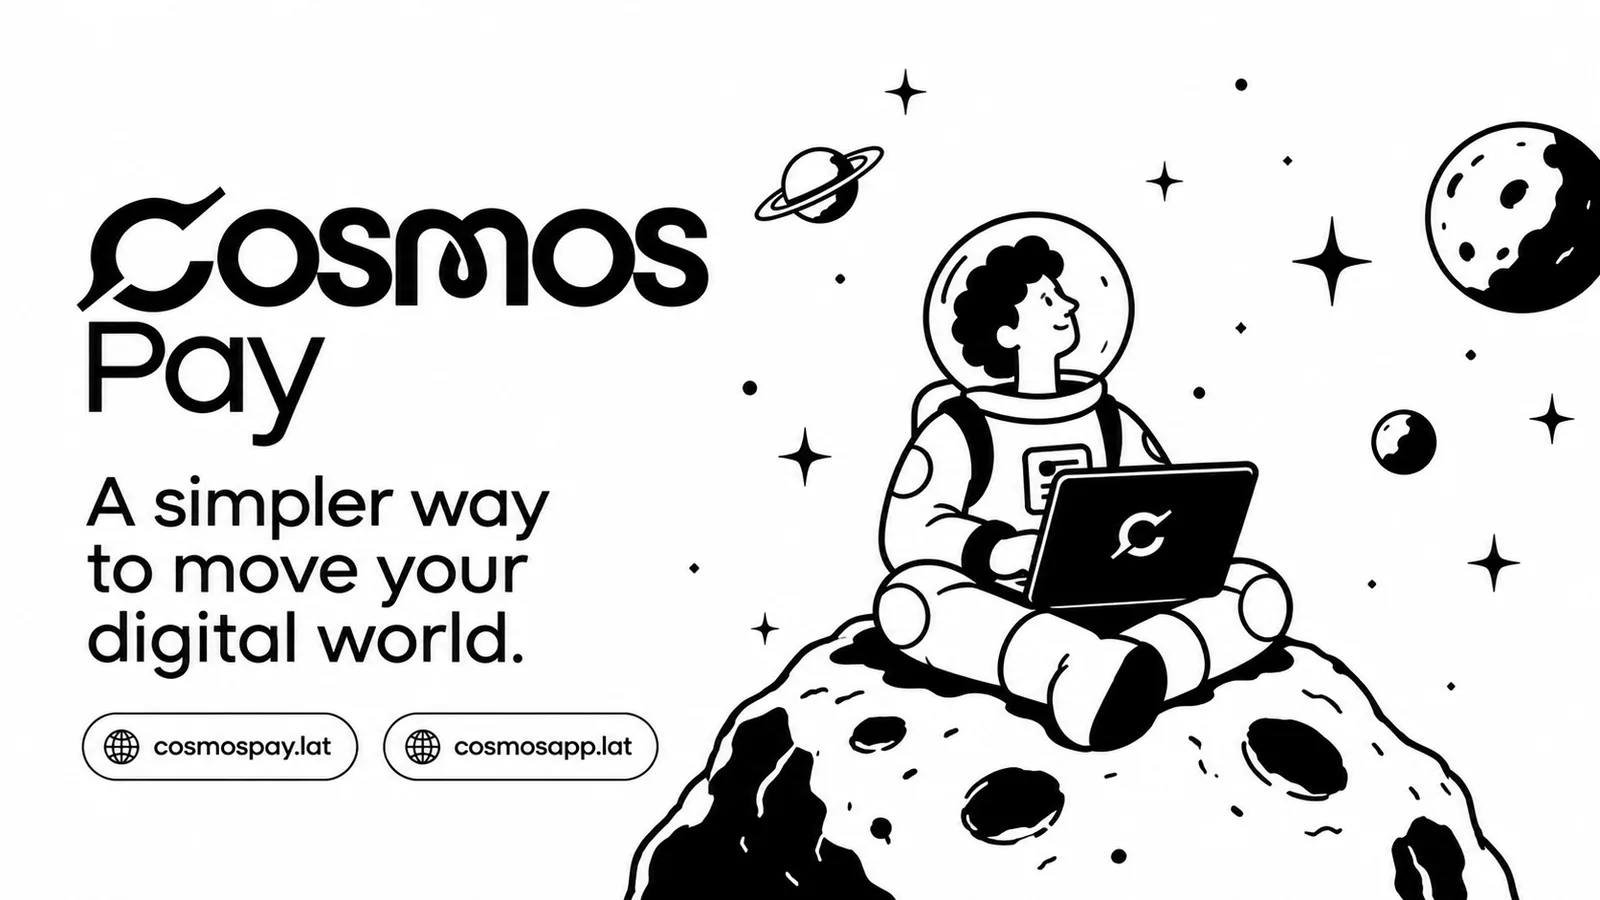 Cosmos
Pay
A simpler way
to move your
digital world.
cosmospay.lat
cosmosapp.lat